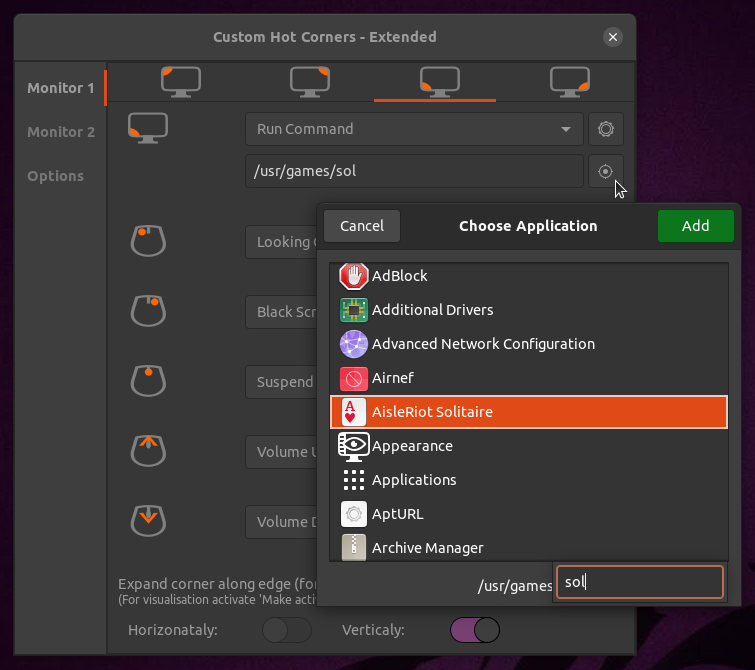 Custom Hot Corners - Extended
Monitor 1
Monitor 2
Options
Run Command
/usr/games/sol
Looking
Black Scr
Suspend
Volume U
Volume D
Expand corner along edge (for
(For visualisation activate 'Make acti
Horizontaly:
Verticaly:
Cancel
Choose Application
Add
AdBlock
Additional Drivers
Advanced Network Configuration
Airnef
AisleRiot Solitaire
Appearance
Applications
AptURL
Archive Manager
/usr/games
sol